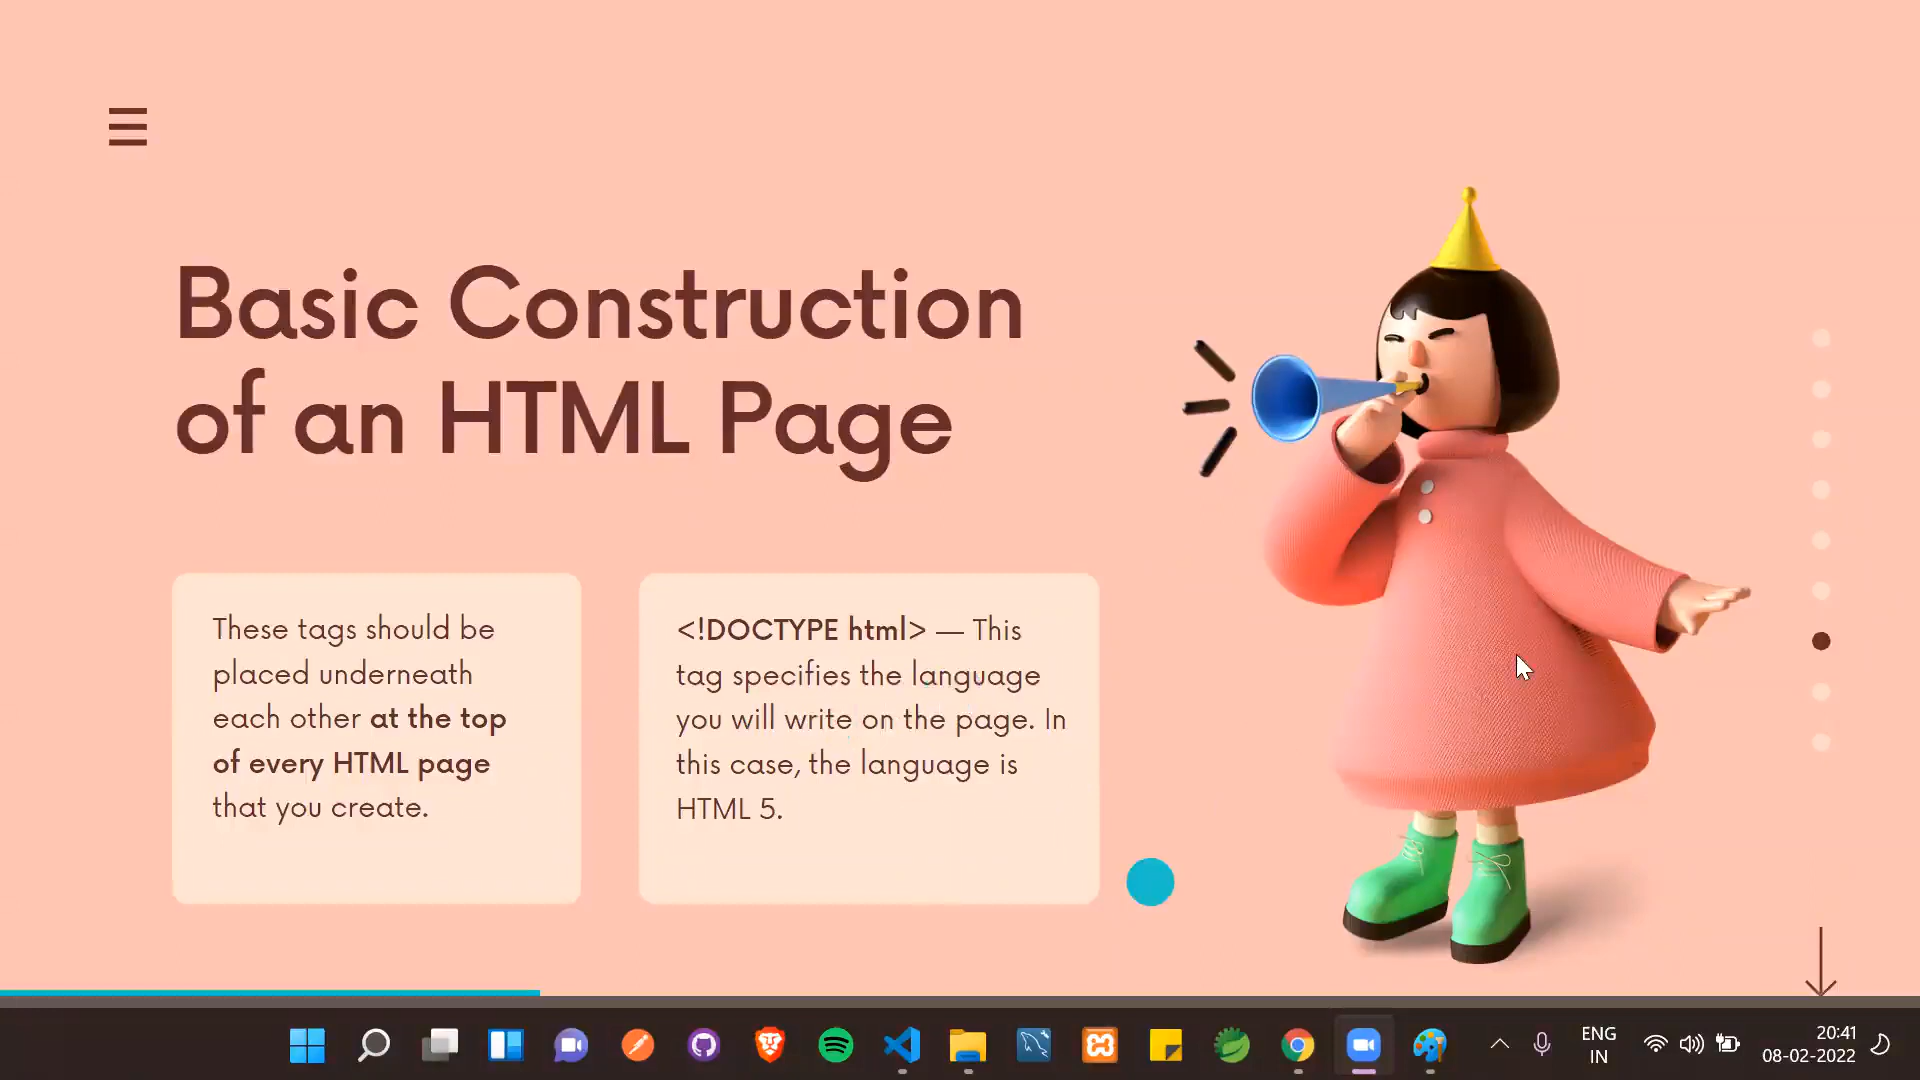 Basic Construction
of an HTML Page
These tags should be
placed underneath
each other at the top
of every HTML page
that you create.
<!DOCTYPE html> — This
tag specifies the language
you will write on the page. In
this case, the language is
HTML 5.
ENG
IN
20:41
08-02-2022